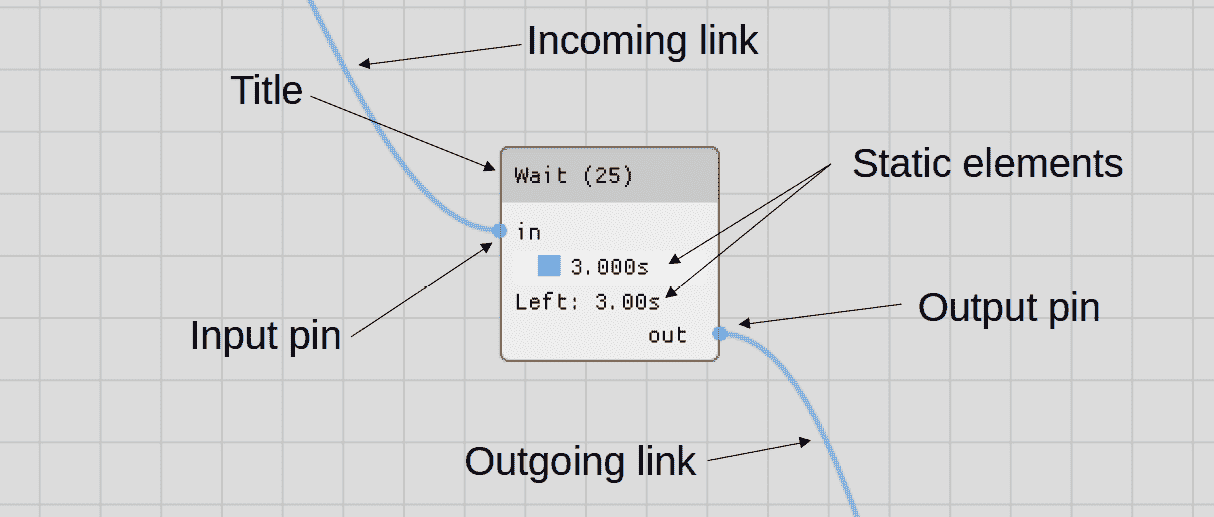 Incoming link
Title
Static elements
Wait (25)
in
3.000s
Left: 3.00s
Output pin
Input pin
out
Outgoing link